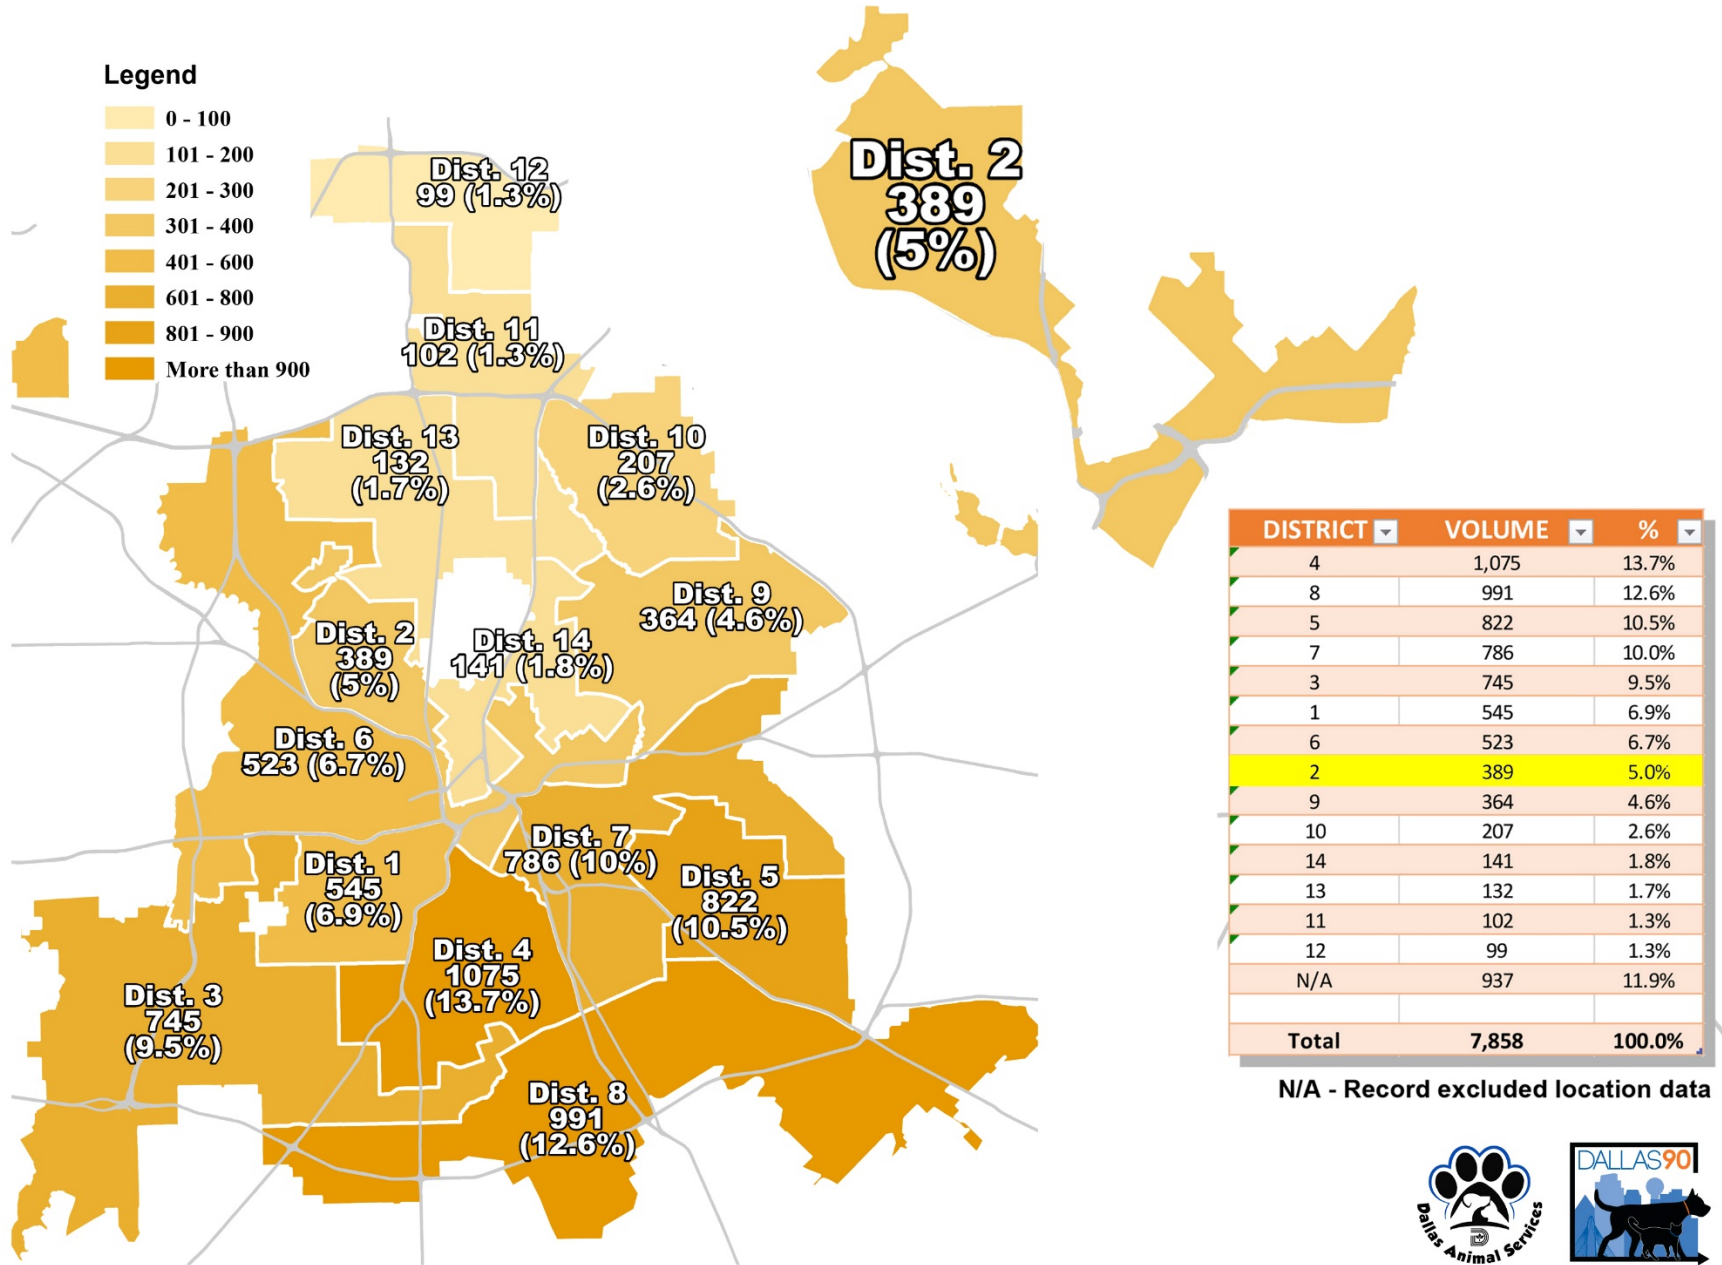 Legend
0 - 100
101 - 200
201 - 300
301 - 400
401 - 600
601 - 800
801 - 900
More than 900
Dist. 12
99 (1.3%)
Dist. 11
102 (1.3%)
Dist. 13
132
(1.7%)
Dist. 10
207
(2.6%)
Dist. 9
364 (4.6%)
Dist. 2
389
(5%)
Dist. 14
141 (1.8%)
Dist. 6
523 (6.7%)
Dist. 7
786 (10%)
Dist. 1
545
(6.9%)
Dist. 5
822
(10.5%)
Dist. 4
1075
(13.7%)
Dist. 3
745
(9.5%)
Dist. 8
991
(12.6%)
Dist. 2
389
(5%)
DISTRICT VOLUME %
4 1,075 13.7%
8 991 12.6%
5 822 10.5%
7 786 10.0%
3 745 9.5%
1 545 6.9%
6 523 6.7%
2 389 5.0%
9 364 4.6%
10 207 2.6%
14 141 1.8%
13 132 1.7%
11 102 1.3%
12 99 1.3%
N/A 937 11.9%
Total 7,858 100.0%
N/A - Record excluded location data
Dallas Animal Services
DALLAS90